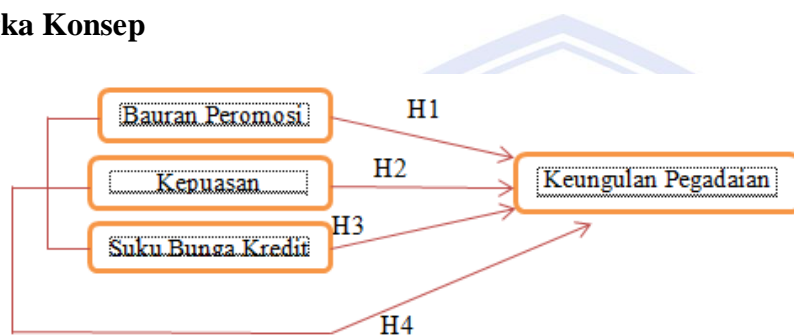 ka Konsep
Bauran Peromosi
H1
Kepuasan
H2
Keungulan Pegadaian
Suku Bunga Kredit
H3
H4